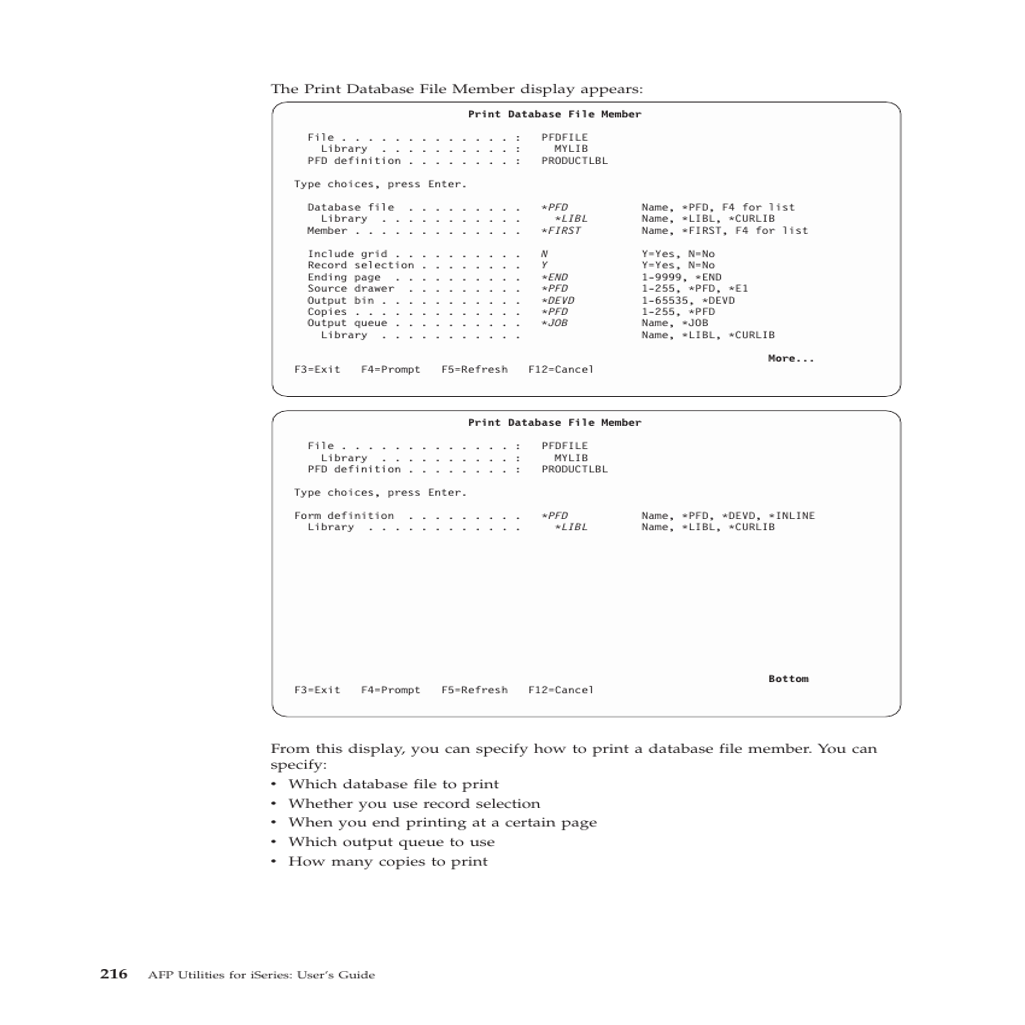 The Print Database File Member display appears:
Print Database File Member
File . . . . . . . . . . . . . : PFDFILE
Library . . . . . . . . . . : MYLIB
PFD definition . . . . . . . . : PRODUCTLBL
Type choices, press Enter.
Database file . . . . . . . . . *PFD Name, *PFD, F4 for list
Library . . . . . . . . . . . *LIBL Name, *LIBL, *CURLIB
Member . . . . . . . . . . . . . *FIRST Name, *FIRST, F4 for list
Include grid . . . . . . . . . . N Y=Yes, N=No
Record selection . . . . . . . . Y Y=Yes, N=No
Ending page . . . . . . . . . . *END 1-9999, *END
Source drawer . . . . . . . . . *PFD 1-255, *PFD, *E1
Output bin . . . . . . . . . . . *DEVD 1-65535, *DEVD
Copies . . . . . . . . . . . . . *PFD 1-255, *PFD
Output queue . . . . . . . . . . *JOB Name, *JOB
Library . . . . . . . . . . . Name, *LIBL, *CURLIB
More...
F3=Exit F4=Prompt F5=Refresh F12=Cancel
Print Database File Member
File . . . . . . . . . . . . . : PFDFILE
Library . . . . . . . . . . : MYLIB
PFD definition . . . . . . . . : PRODUCTLBL
Type choices, press Enter.
Form definition . . . . . . . . . *PFD Name, *PFD, *DEVD, *INLINE
Library . . . . . . . . . . . . *LIBL Name, *LIBL, *CURLIB
Bottom
F3=Exit F4=Prompt F5=Refresh F12=Cancel
From this display, you can specify how to print a database file member. You can
specify:
• Which database file to print
• Whether you use record selection
• When you end printing at a certain page
• Which output queue to use
• How many copies to print
216 AFP Utilities for iSeries: User's Guide